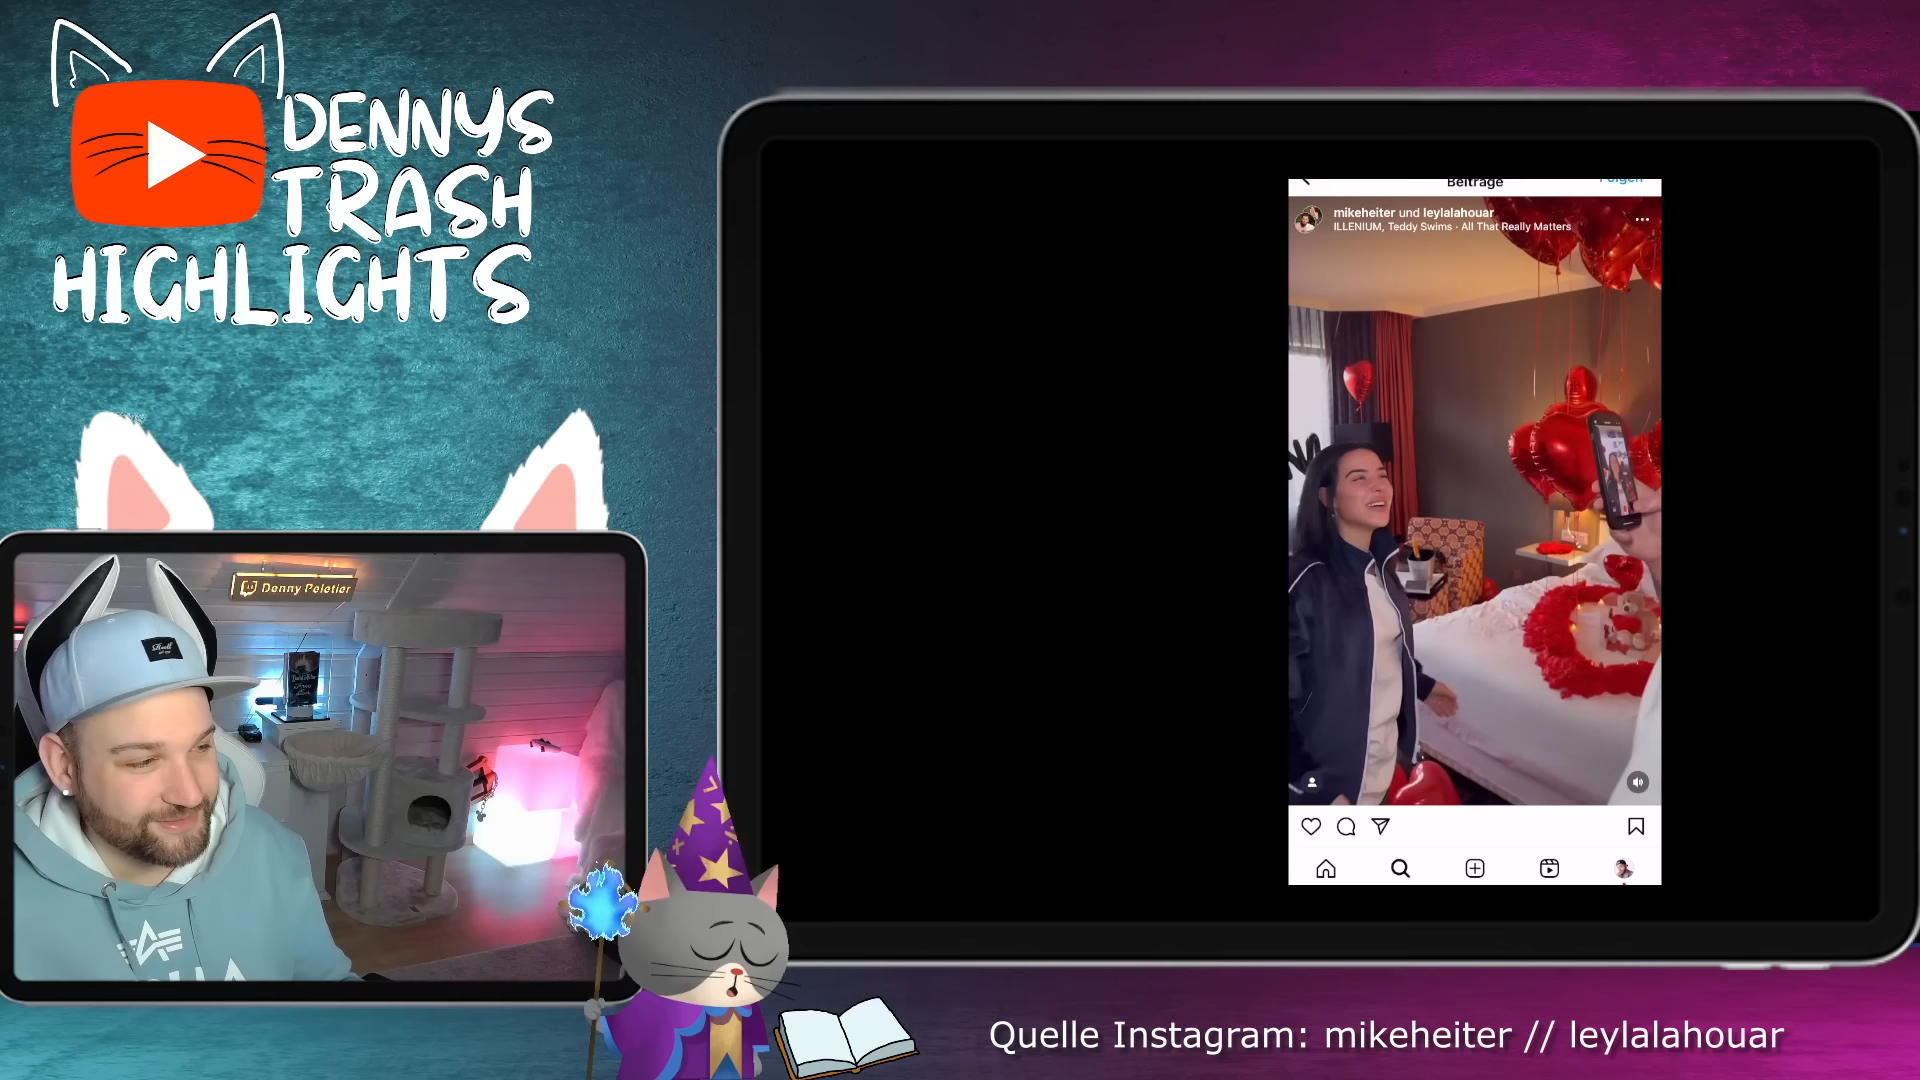 DENNYS
TRASH
HIGHLIGHTS
Denny Peletier
Beiträge
Folgen
mikeheiter und leylalahouar
ILLENIUM, Teddy Swims · All That Really Matters
Quelle Instagram: mikeheiter // leylalahouar